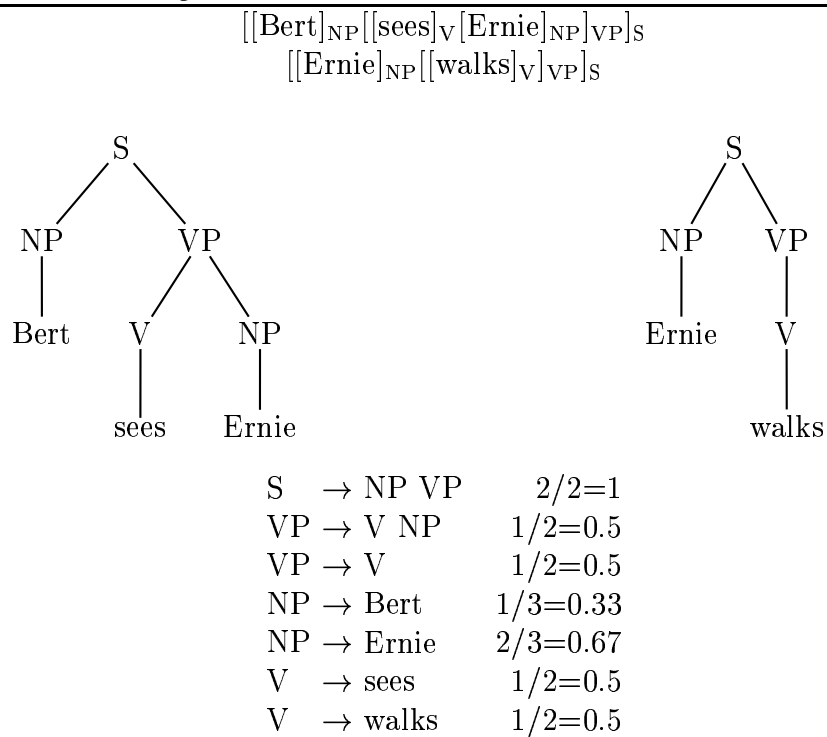 [[Bert]NP[[sees]V[Ernie]NP]VP]S
[[Ernie]NP[[walks]V]VP]S
S S
NP VP NP VP
Bert V NP Ernie V
sees Ernie walks
S → NP VP 2/2=1
VP → V NP 1/2=0.5
VP → V 1/2=0.5
NP → Bert 1/3=0.33
NP → Ernie 2/3=0.67
V → sees 1/2=0.5
V → walks 1/2=0.5